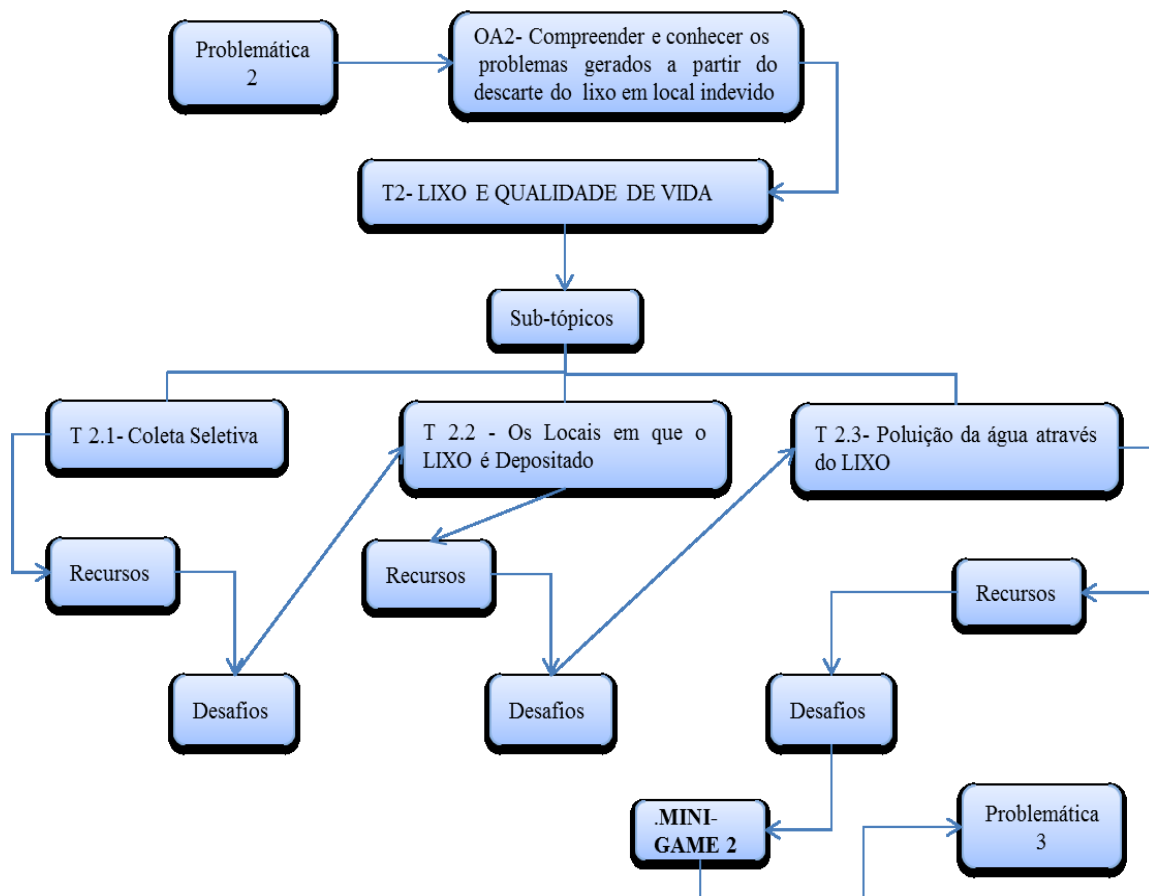 Problemática
2
OA2- Compreender e conhecer os
problemas gerados a partir do
descarte do lixo em local indevido
T2- LIXO E QUALIDADE DE VIDA
Sub-tópicos
T 2.1- Coleta Seletiva
T 2.2 - Os Locais em que o
LIXO é Depositado
T 2.3- Poluição da água através
do LIXO
Recursos
Recursos
Recursos
Desafios
Desafios
Desafios
.MINI-
GAME 2
Problemática
3